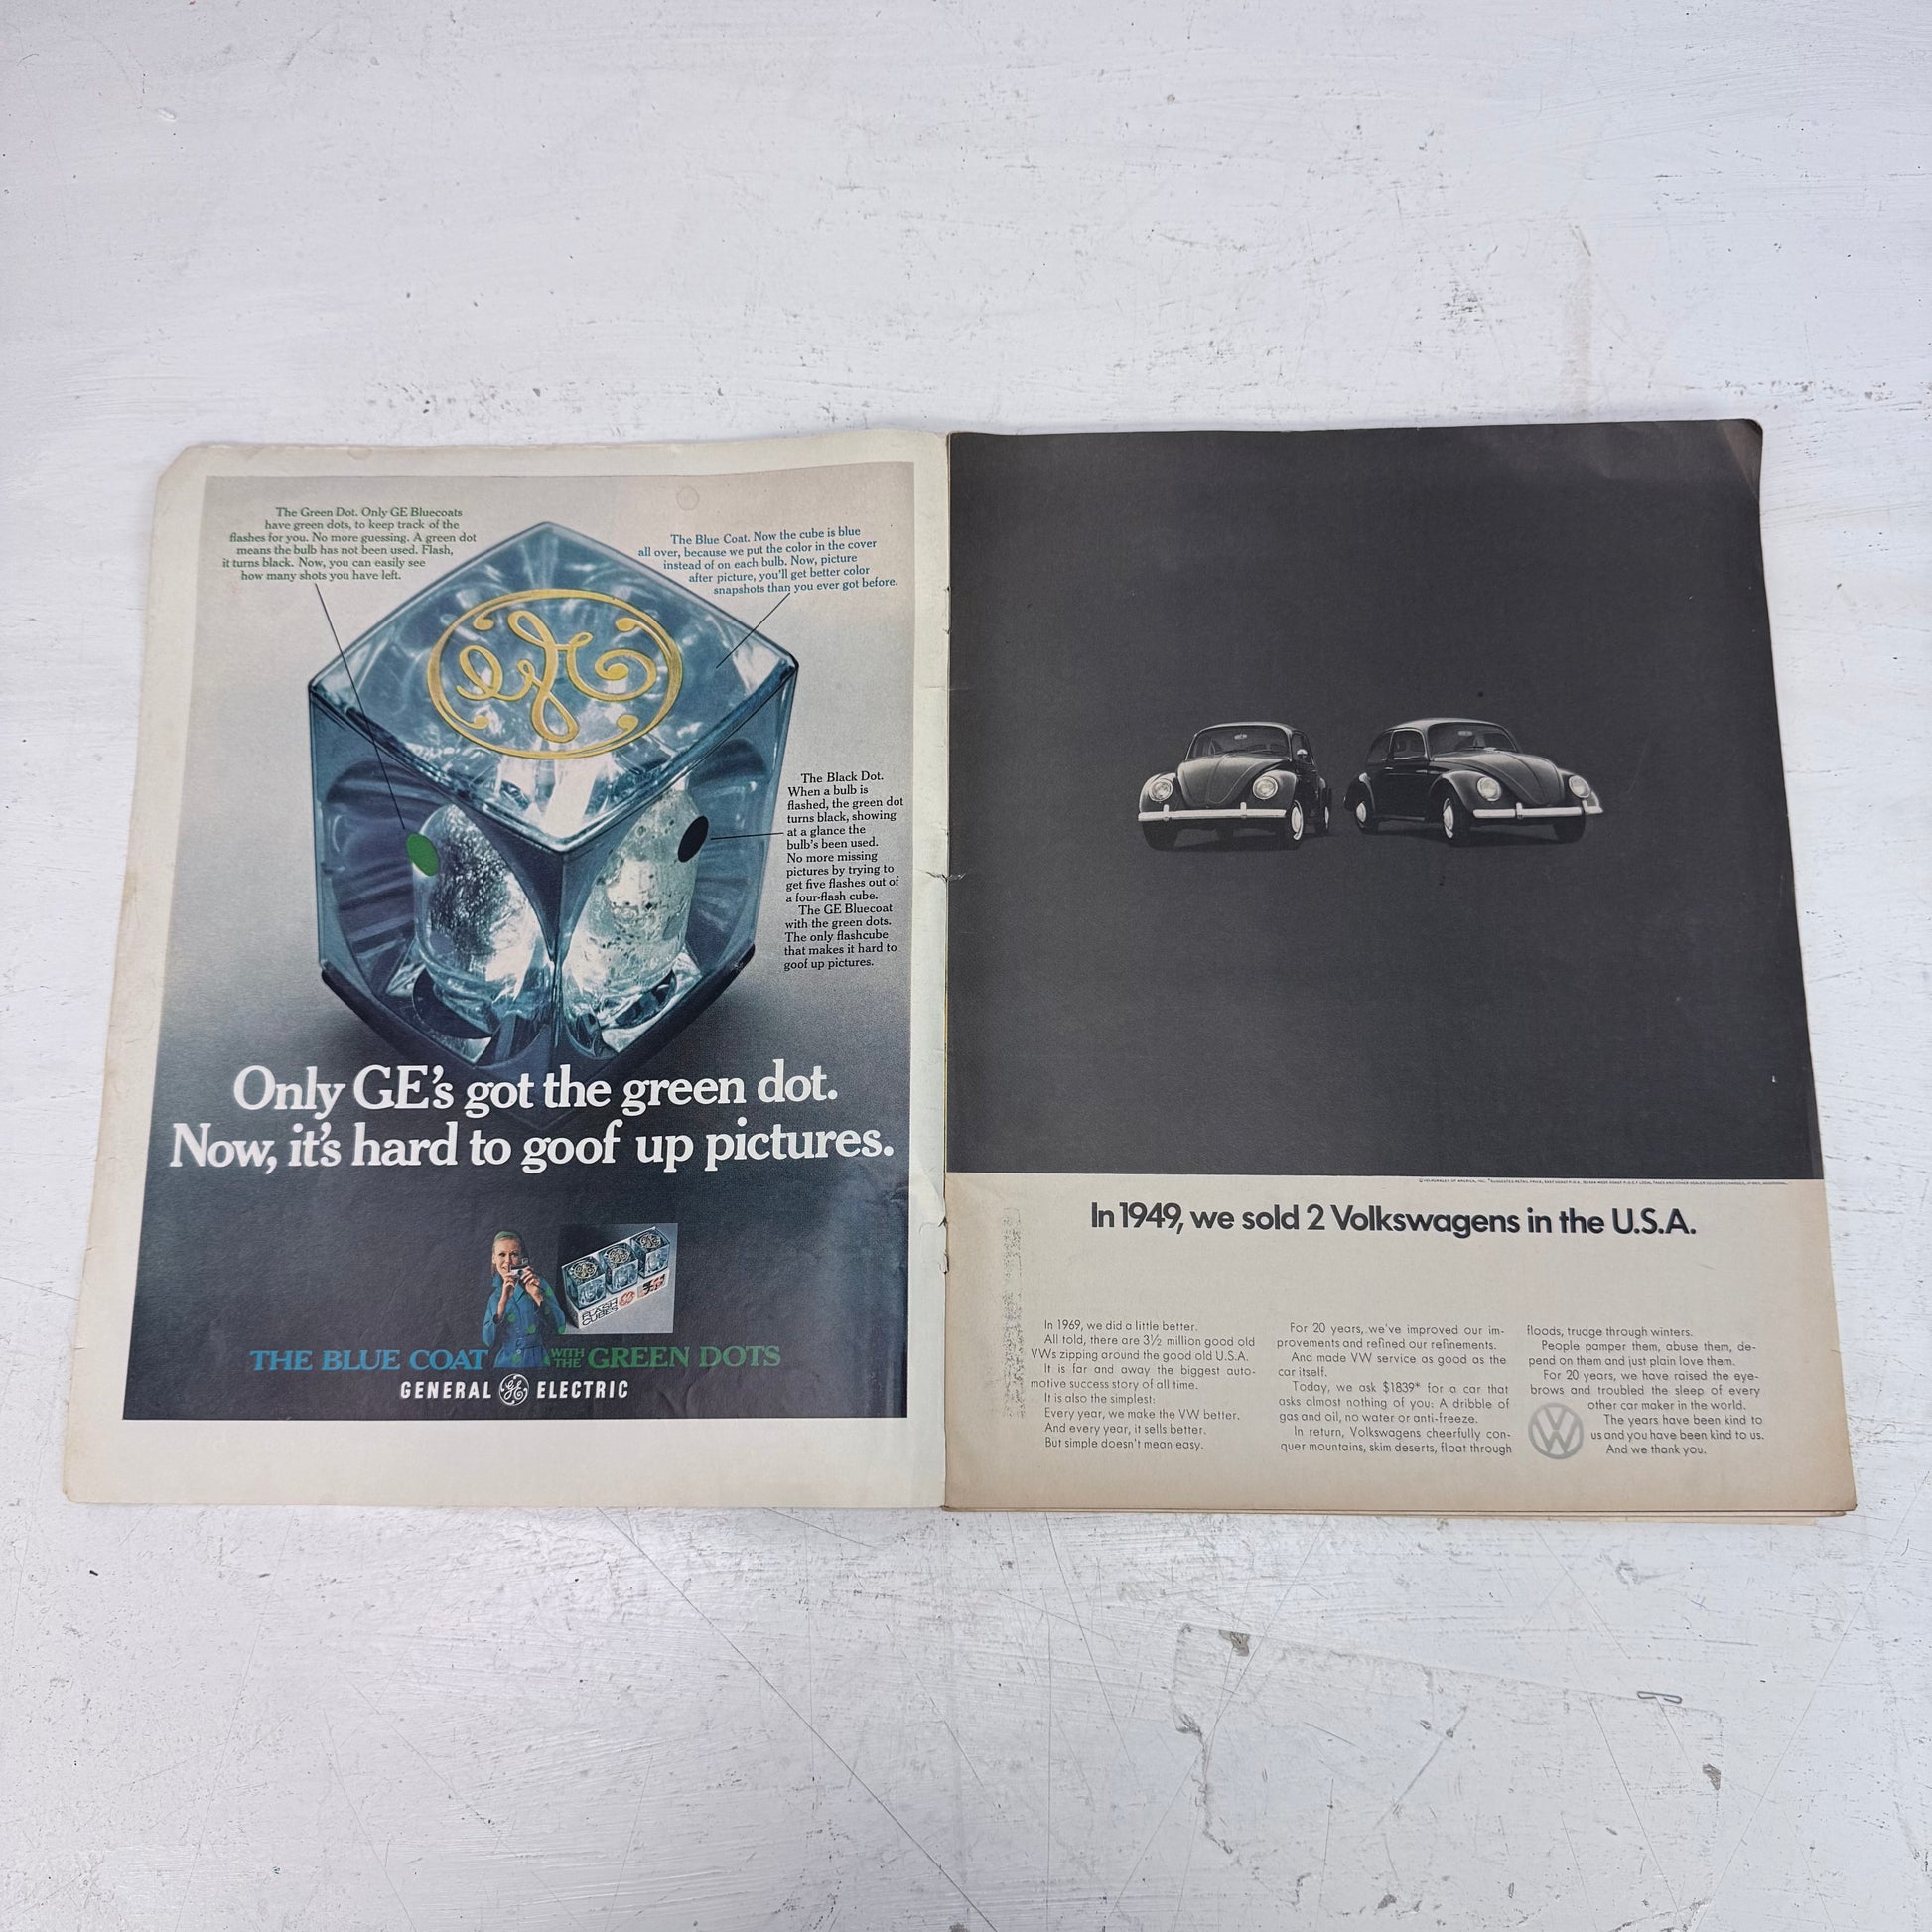 The Green Dot. Only GE Bluecoats
have green dots, to keep track of the
flashes for you. No more guessing. A green dot
means the bulb has not been used. Flash,
it turns black. Now, you can easily see
how many shots you have left.
The Blue Coat. Now the cube is blue
all over, because we put the color in the cover
instead of on each bulb. Now, picture
after picture, you'll get better color
snapshots than you ever got before.
The Black Dot.
When a bulb is
flashed, the green dot
turns black, showing
at a glance the
bulb's been used.
No more missing
pictures by trying to
get five flashes out of
a four-flash cube.
The GE Bluecoat
with the green dots.
The only flashcube
that makes it hard to
goof up pictures.
Only GE's got the green dot.
Now, it's hard to goof up pictures.
FLASH
CUBES
THE BLUE COAT WITH THE GREEN DOTS
GENERAL GE ELECTRIC
In 1949, we sold 2 Volkswagens in the U.S.A.
In 1969, we did a little better.
All told, there are 3½ million good old
VWs zipping around the good old U.S.A.
It is far and away the biggest auto-
motive success story of all time.
It is also the simplest:
Every year, we make the VW better.
And every year, it sells better.
But simple doesn't mean easy.
For 20 years, we've improved our im-
provements and refined our refinements.
And made VW service as good as the
car itself.
Today, we ask $1839* for a car that
asks almost nothing of you: A dribble of
gas and oil, no water or anti-freeze.
In return, Volkswagens cheerfully con-
quer mountains, skim deserts, float through
floods, trudge through winters.
People pamper them, abuse them, de-
pend on them and just plain love them.
For 20 years, we have raised the eye-
brows and troubled the sleep of every
other car maker in the world.
The years have been kind to
us and you have been kind to us.
And we thank you.
VW